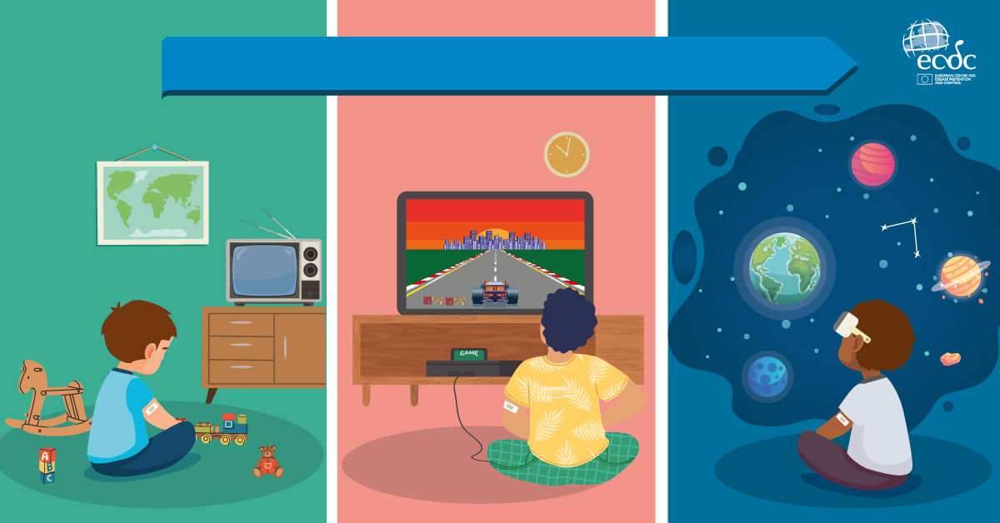 ecdc
EUROPEAN CENTRE FOR
DISEASE PREVENTION
AND CONTROL
GAME
A
B
C